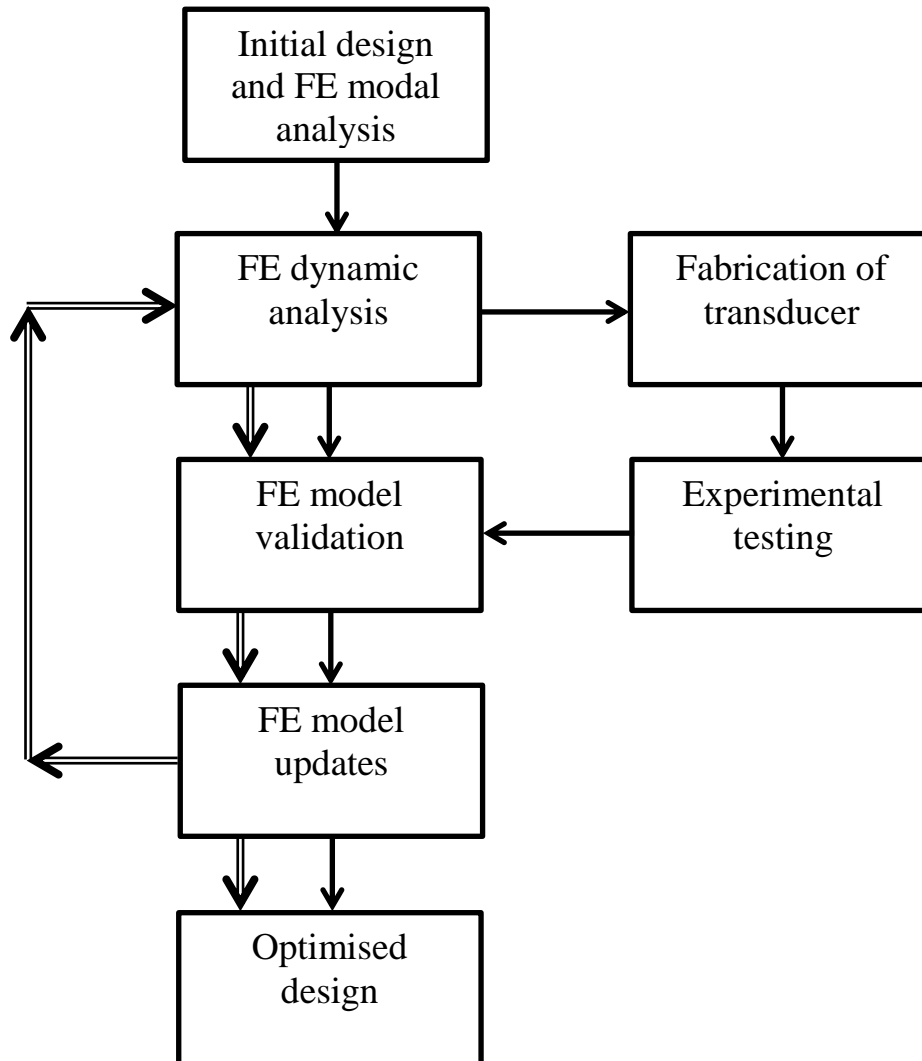 Initial design
and FE modal
analysis
FE dynamic
analysis
Fabrication of
transducer
FE model
validation
Experimental
testing
FE model
updates
Optimised
design